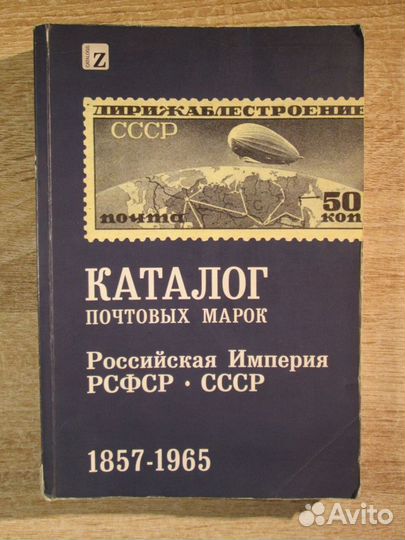 Z
ДИРИЖАБЛЕСТРОЕНИЕ
СССР
почта
50
коп
КАТАЛОГ
ПОЧТОВЫХ МАРОК
Российская Империя
РСФСР · СССР
1857-1965
Avito